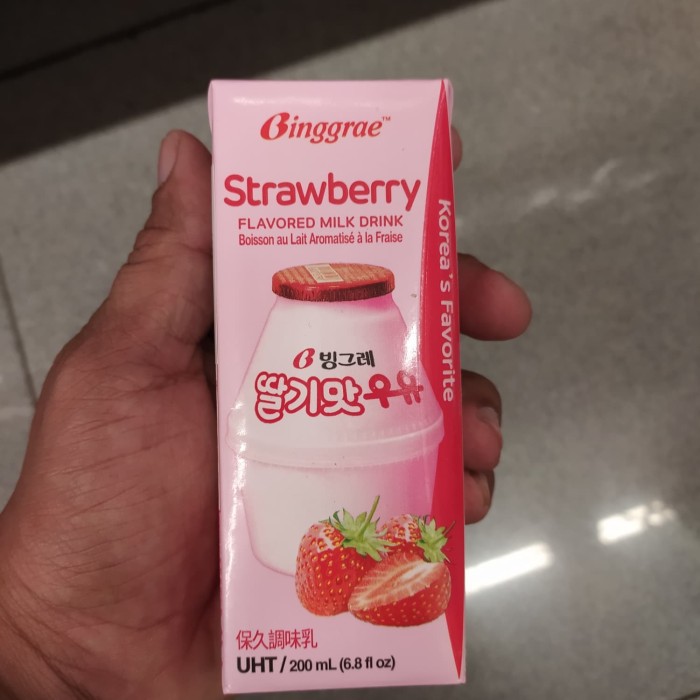 Binggrae™
Strawberry
FLAVORED MILK DRINK
Boisson au Lait Aromatisé à la Fraise
Korea's Favorite
B 빙그레
딸기맛우유
保久調味乳
UHT / 200 mL (6.8 fl oz)